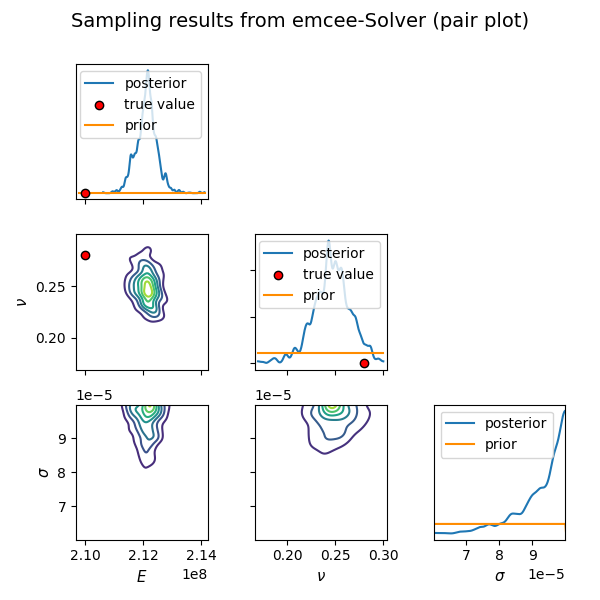 Sampling results from emcee-Solver (pair plot)
posterior
true value
prior
ν
0.25
0.20
posterior
true value
prior
1e−5
σ
9
8
7
1e−5
posterior
prior
2.10 2.12 2.14
1e8
E
0.20 0.25 0.30
ν
7 8 9
1e−5
σ